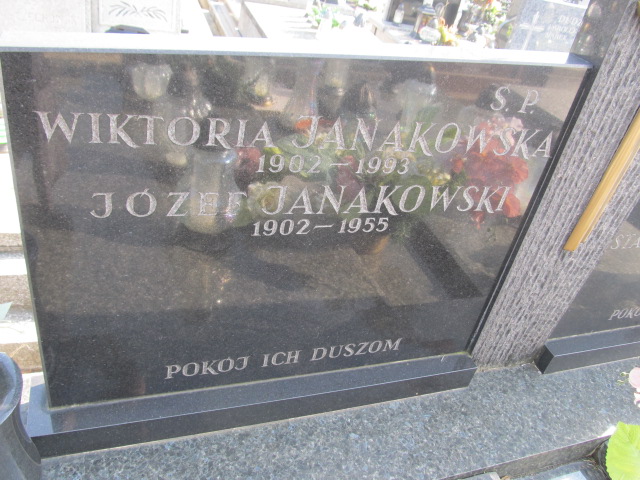 Ś. P.
WIKTORIA JANAKOWSKA
1902 – 1993
JÓZEF JANAKOWSKI
1902 – 1955
POKÓJ ICH DUSZOM